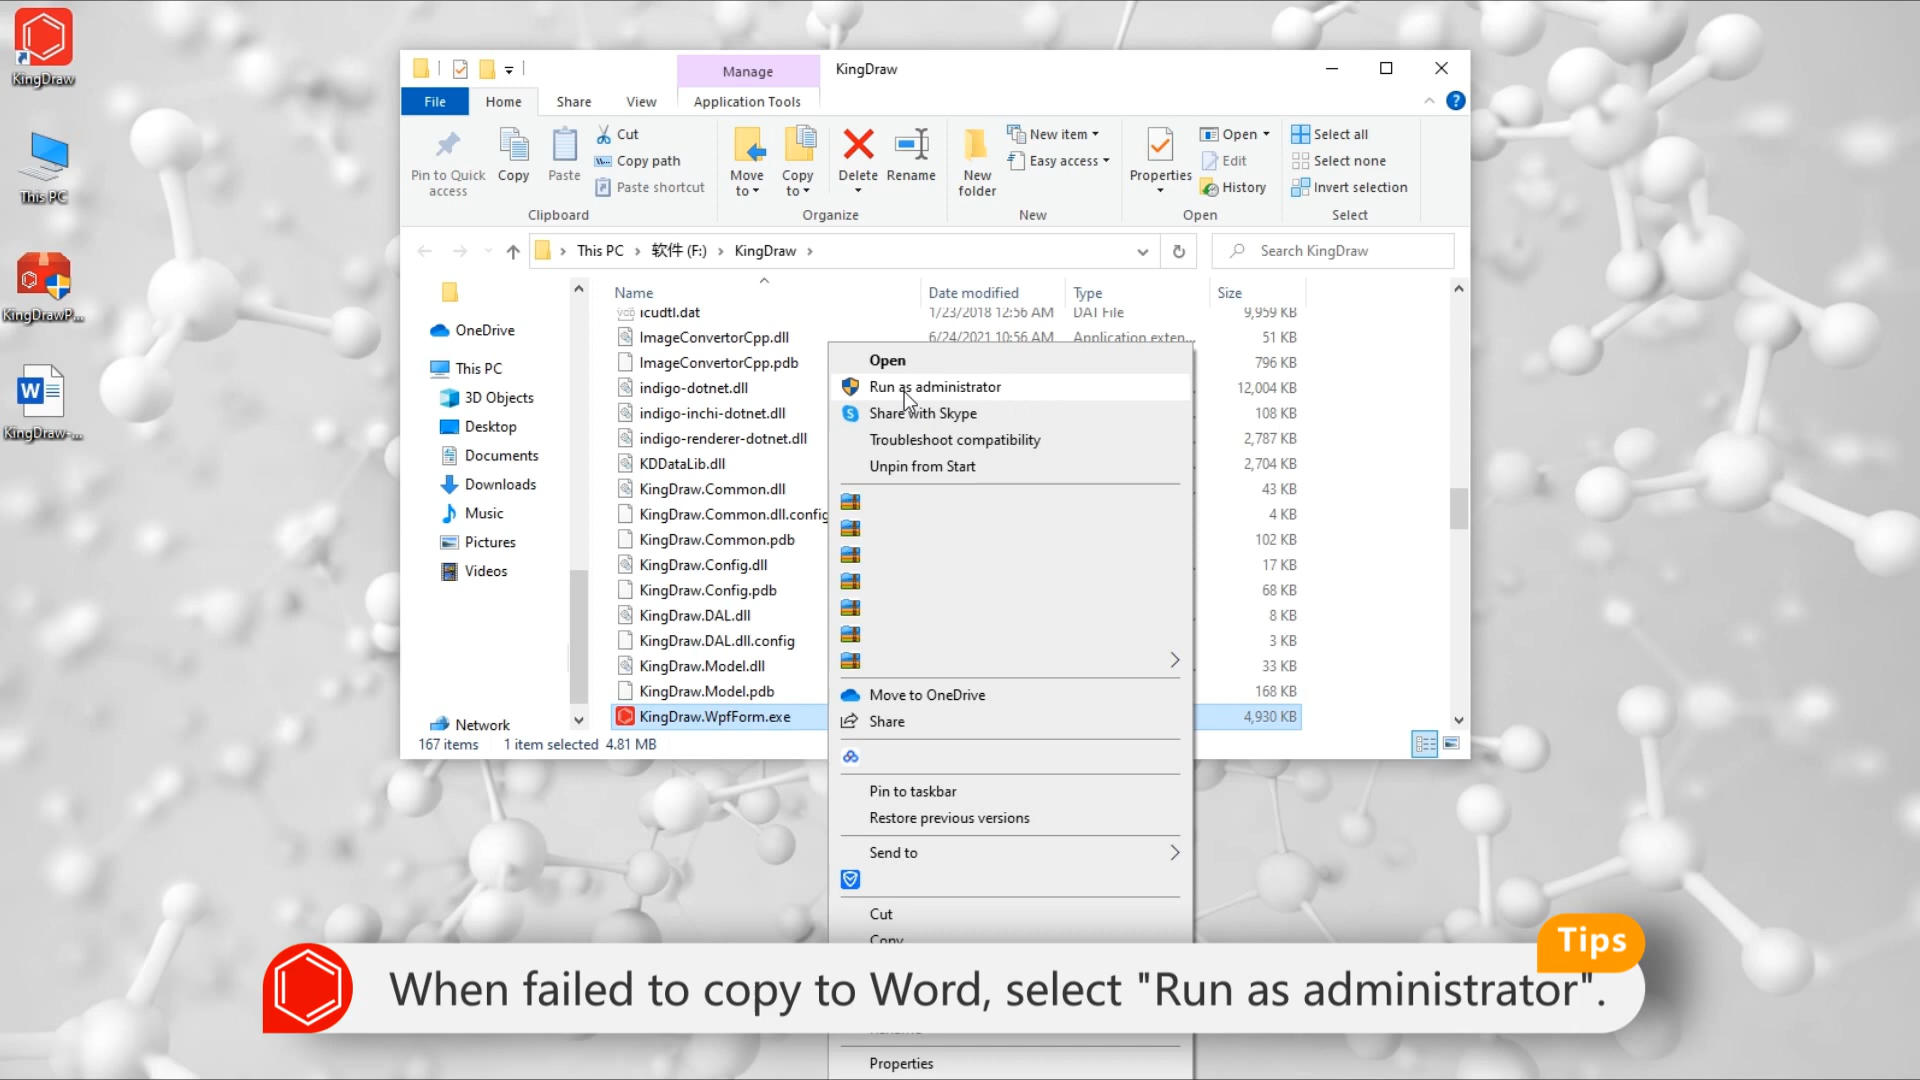 KingDraw
This PC
KingDrawP...
KingDraw-...
Manage
KingDraw
File
Home
Share
View
Application Tools
Pin to Quick access
Copy
Paste
Cut
Copy path
Paste shortcut
Clipboard
Move to
Copy to
Delete
Rename
Organize
New folder
New item
Easy access
New
Properties
Open
Edit
History
Open
Select all
Select none
Invert selection
Select
This PC > 软件 (F:) > KingDraw >
Search KingDraw
OneDrive
This PC
3D Objects
Desktop
Documents
Downloads
Music
Pictures
Videos
Network
Name Date modified Type Size
icudtl.dat 1/23/2018 12:56 AM DAT File 9,959 KB
ImageConvertorCpp.dll 6/24/2021 10:56 AM Application exten... 51 KB
ImageConvertorCpp.pdb 796 KB
indigo-dotnet.dll 12,004 KB
indigo-inchi-dotnet.dll 108 KB
indigo-renderer-dotnet.dll 2,787 KB
KDDataLib.dll 2,704 KB
KingDraw.Common.dll 43 KB
KingDraw.Common.dll.config 4 KB
KingDraw.Common.pdb 102 KB
KingDraw.Config.dll 17 KB
KingDraw.Config.pdb 68 KB
KingDraw.DAL.dll 8 KB
KingDraw.DAL.dll.config 3 KB
KingDraw.Model.dll 33 KB
KingDraw.Model.pdb 168 KB
KingDraw.WpfForm.exe 4,930 KB
167 items 1 item selected 4.81 MB
Open
Run as administrator
Share with Skype
Troubleshoot compatibility
Unpin from Start
Move to OneDrive
Share
Pin to taskbar
Restore previous versions
Send to
Cut
Copy
Tips
When failed to copy to Word, select "Run as administrator".
Properties